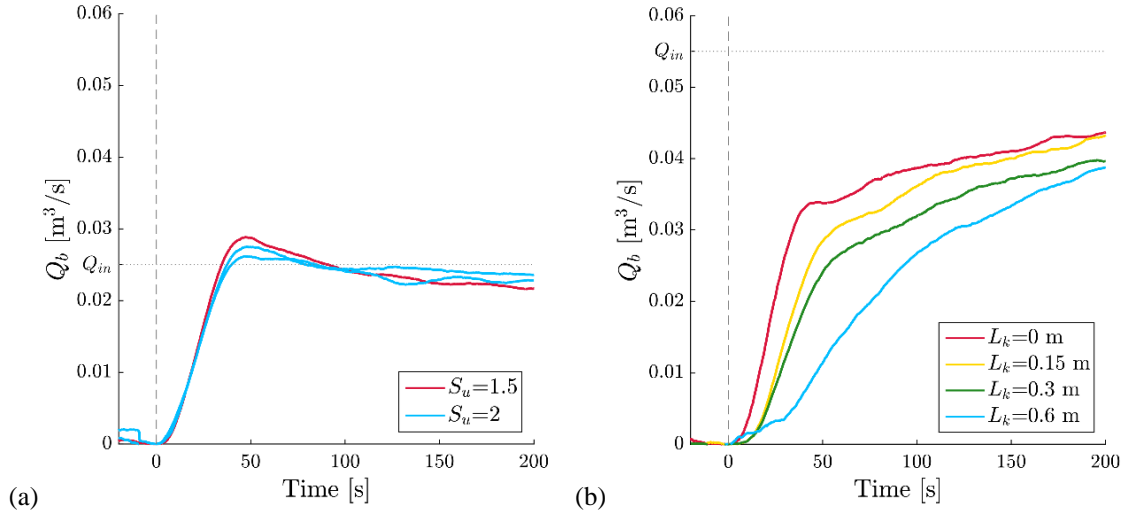 0.06
0.05
0.04
0.03
Q_in
0.02
0.01
0
Q_b [m³/s]
0
50
100
150
200
Time [s]
S_u=1.5
S_u=2
(a)
0.06
Q_in
0.05
0.04
0.03
0.02
0.01
0
Q_b [m³/s]
0
50
100
150
200
Time [s]
L_k=0 m
L_k=0.15 m
L_k=0.3 m
L_k=0.6 m
(b)